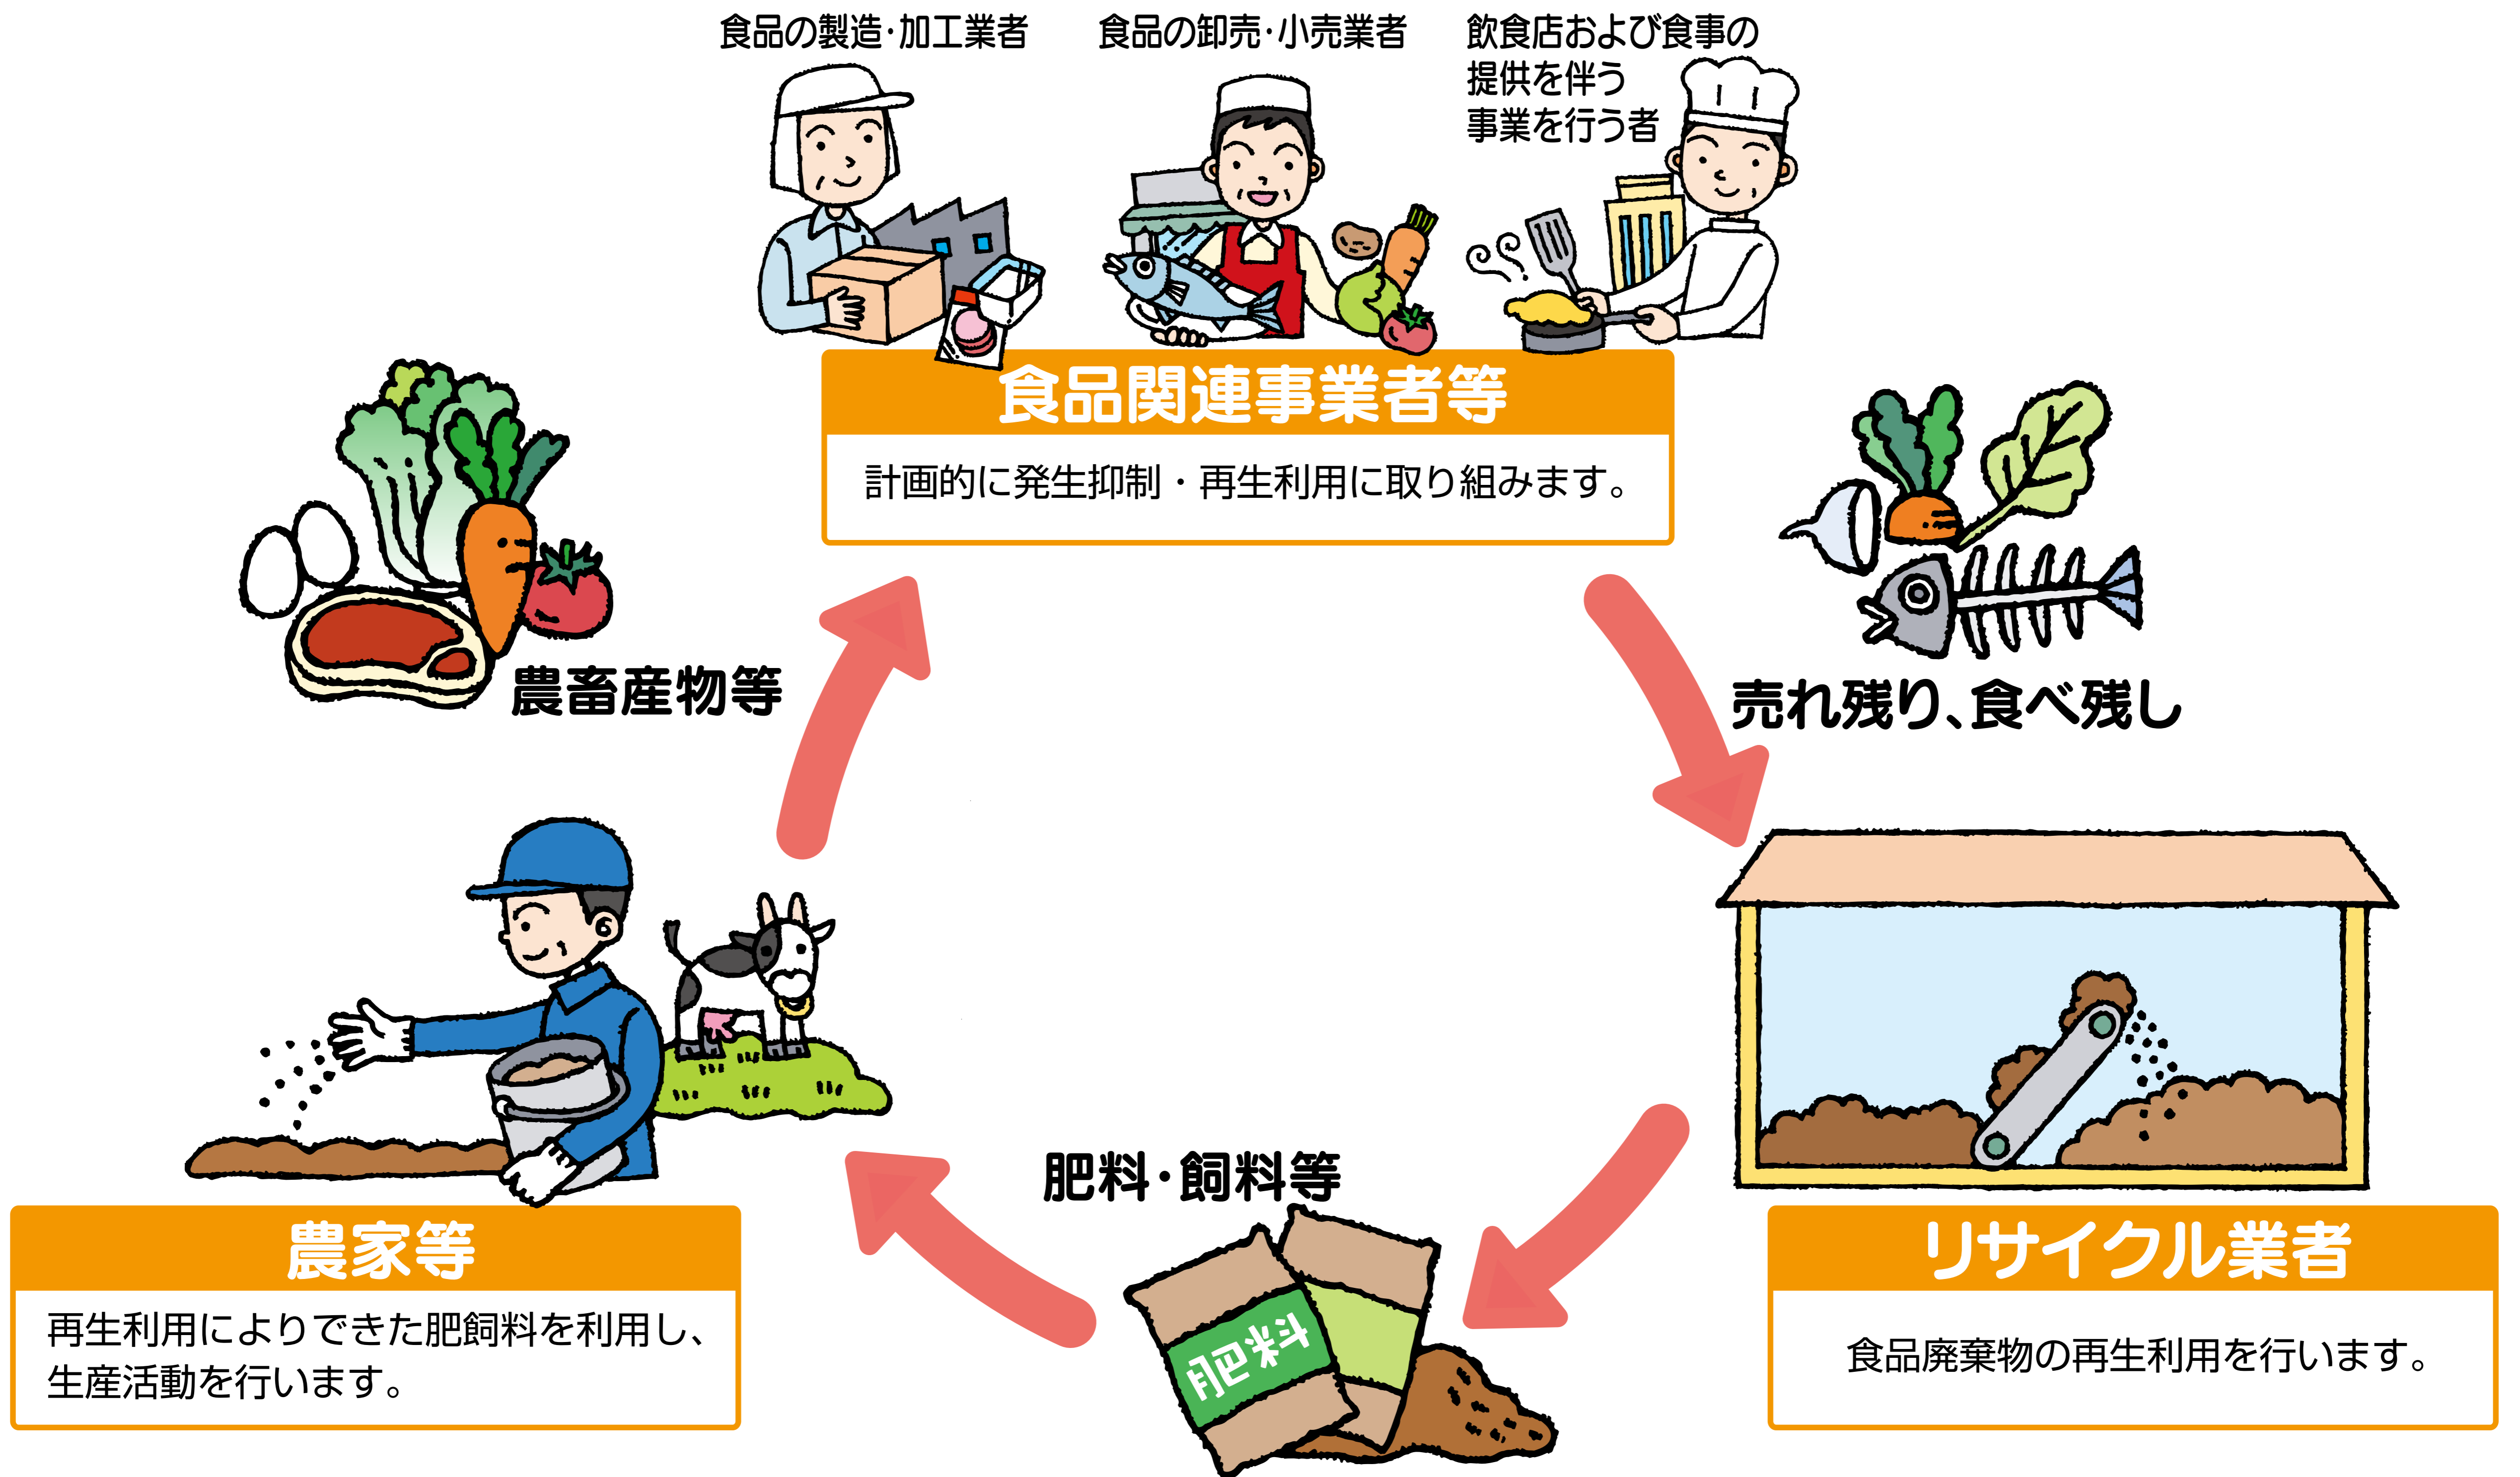 食品の製造・加工業者
食品の卸売・小売業者
飲食店および食事の
提供を伴う
事業を行う者
食品関連事業者等
計画的に発生抑制・再生利用に取り組みます。
農畜産物等
売れ残り、食べ残し
肥料・飼料等
肥料
農家等
再生利用によりできた肥飼料を利用し、
生産活動を行います。
リサイクル業者
食品廃棄物の再生利用を行います。